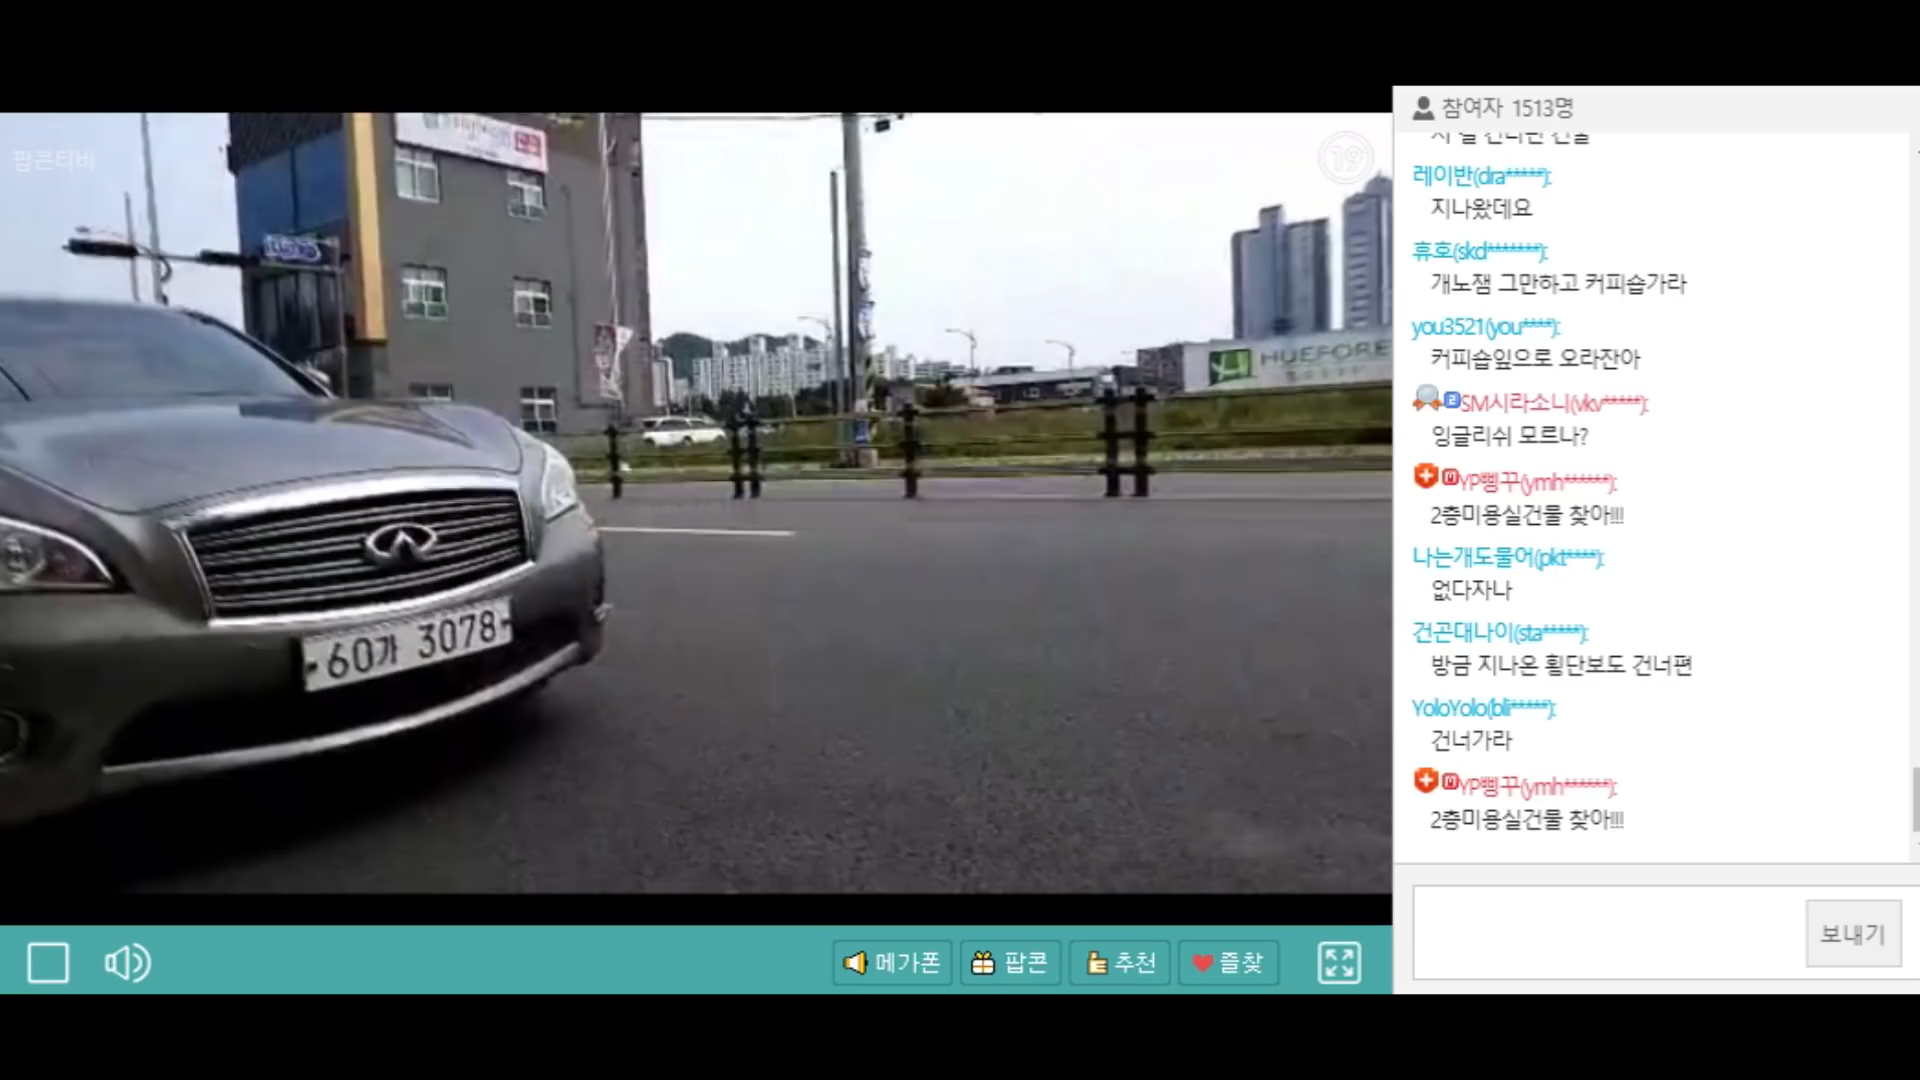 팝콘티비
19
HUEFORE
60가 3078
참여자 1513명
레이반(dra*****):
지나왔데요
휴호(skd*******):
개노잼 그만하고 커피숍가라
you3521(you****):
커피숍잎으로 오라잔아
SM시라소니(vkv*****):
잉글리쉬 모르나?
YP삥꾸(ymh******):
2층미용실건물 찾아!!!
나는개도물어(pkt****):
없다자나
건곤대나이(sta*****):
방금 지나온 횡단보도 건너편
YoloYolo(bli*****):
건너가라
YP삥꾸(ymh******):
2층미용실건물 찾아!!!
보내기
메가폰
팝콘
추천
즐찾